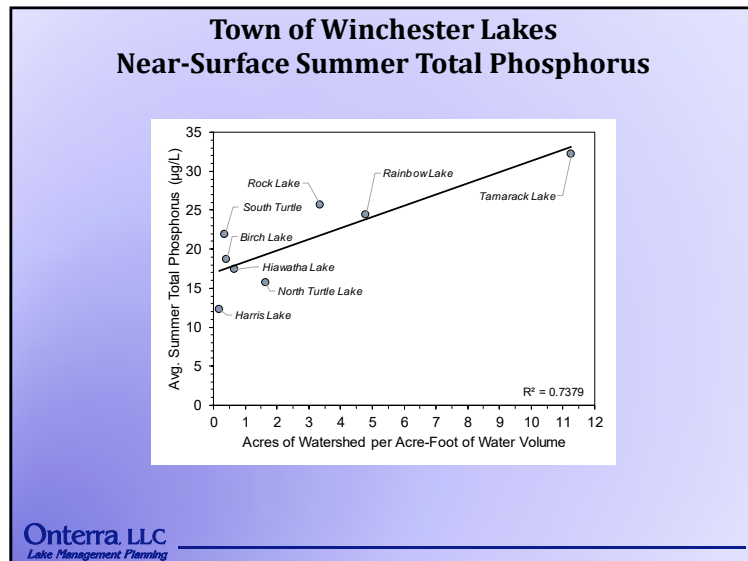 Town of Winchester Lakes
Near-Surface Summer Total Phosphorus
35
30
25
20
15
10
5
0
Avg. Summer Total Phosphorus (µg/L)
Rock Lake
Rainbow Lake
Tamarack Lake
South Turtle
Birch Lake
Hiawatha Lake
North Turtle Lake
Harris Lake
R² = 0.7379
0 1 2 3 4 5 6 7 8 9 10 11 12
Acres of Watershed per Acre-Foot of Water Volume
Onterra, LLC
Lake Management Planning